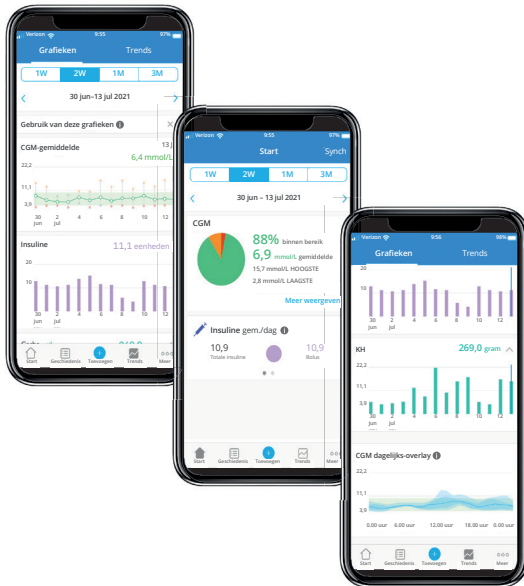 Verizon 9:55 97%
Grafieken Trends
1W 2W 1M 3M
30 jun–13 jul 2021
Gebruik van deze grafieken
CGM-gemiddelde 13 j
6,4 mmol/L
22,2
11,1
3,9
30 2 4 6 8 10 12
jun jul
Insuline 11,1 eenheden
20
10
30 2 4 6 8 10 12
jun jul
Start Geschiedenis Toevoegen Trends Meer
Verizon 9:55 97%
Start Synch
1W 2W 1M 3M
30 jun – 13 jul 2021
CGM
88% binnen bereik
6,9 mmol/L gemiddelde
15,7 mmol/L HOOGSTE
2,8 mmol/L LAAGSTE
Meer weergeven
Insuline gem./dag
10,9 10,9
Totale insuline Bolus
Start Geschiedenis Toevoegen Trends Meer
Verizon 9:56 98%
Grafieken Trends
20
10
30 2 4 6 8 10 12
jun jul
KH 269,0 gram
22,2
11,1
3,9
30 2 4 6 8 10 12
jun jul
CGM dagelijks-overlay
22,2
11,1
3,9
0.00 uur 6.00 uur 12.00 uur 18.00 uur 0.00 uur
Start Geschiedenis Toevoegen Trends Meer